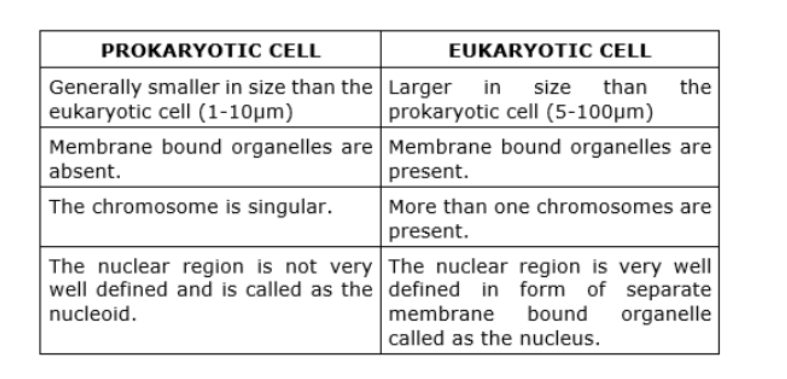 PROKARYOTIC CELL
EUKARYOTIC CELL
Generally smaller in size than the
eukaryotic cell (1-10µm)
Larger in size than the
prokaryotic cell (5-100µm)
Membrane bound organelles are
absent.
Membrane bound organelles are
present.
The chromosome is singular.
More than one chromosomes are
present.
The nuclear region is not very
well defined and is called as the
nucleoid.
The nuclear region is very well
defined in form of separate
membrane bound organelle
called as the nucleus.